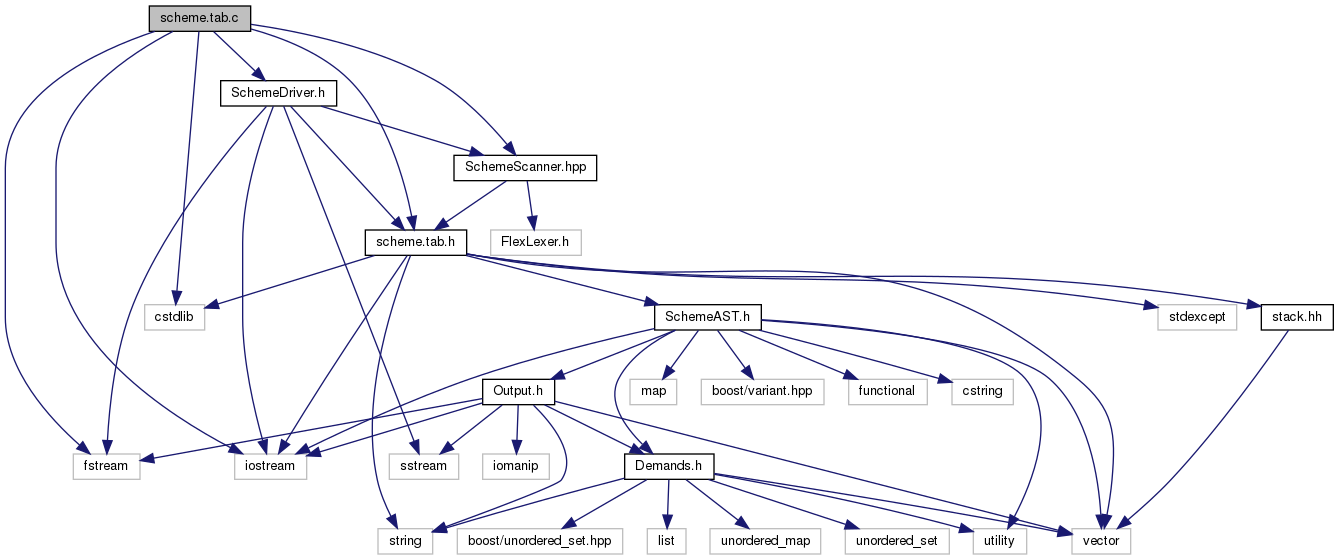 scheme.tab.c
SchemeDriver.h
SchemeScanner.hpp
scheme.tab.h
FlexLexer.h
cstdlib
SchemeAST.h
stdexcept
stack.hh
Output.h
map
boost/variant.hpp
functional
cstring
fstream
iostream
sstream
iomanip
Demands.h
string
boost/unordered_set.hpp
list
unordered_map
unordered_set
utility
vector